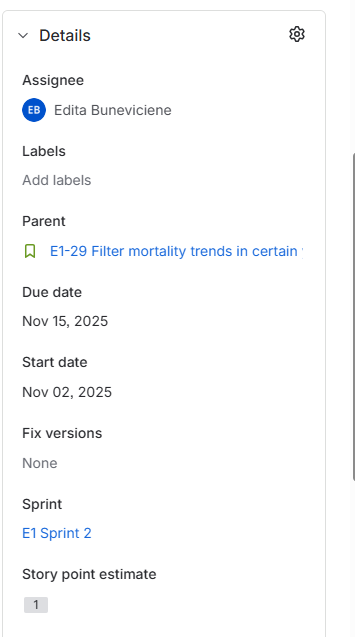 Details
Assignee
EB Edita Buneviciene
Labels
Add labels
Parent
E1-29 Filter mortality trends in certain
Due date
Nov 15, 2025
Start date
Nov 02, 2025
Fix versions
None
Sprint
E1 Sprint 2
Story point estimate
1